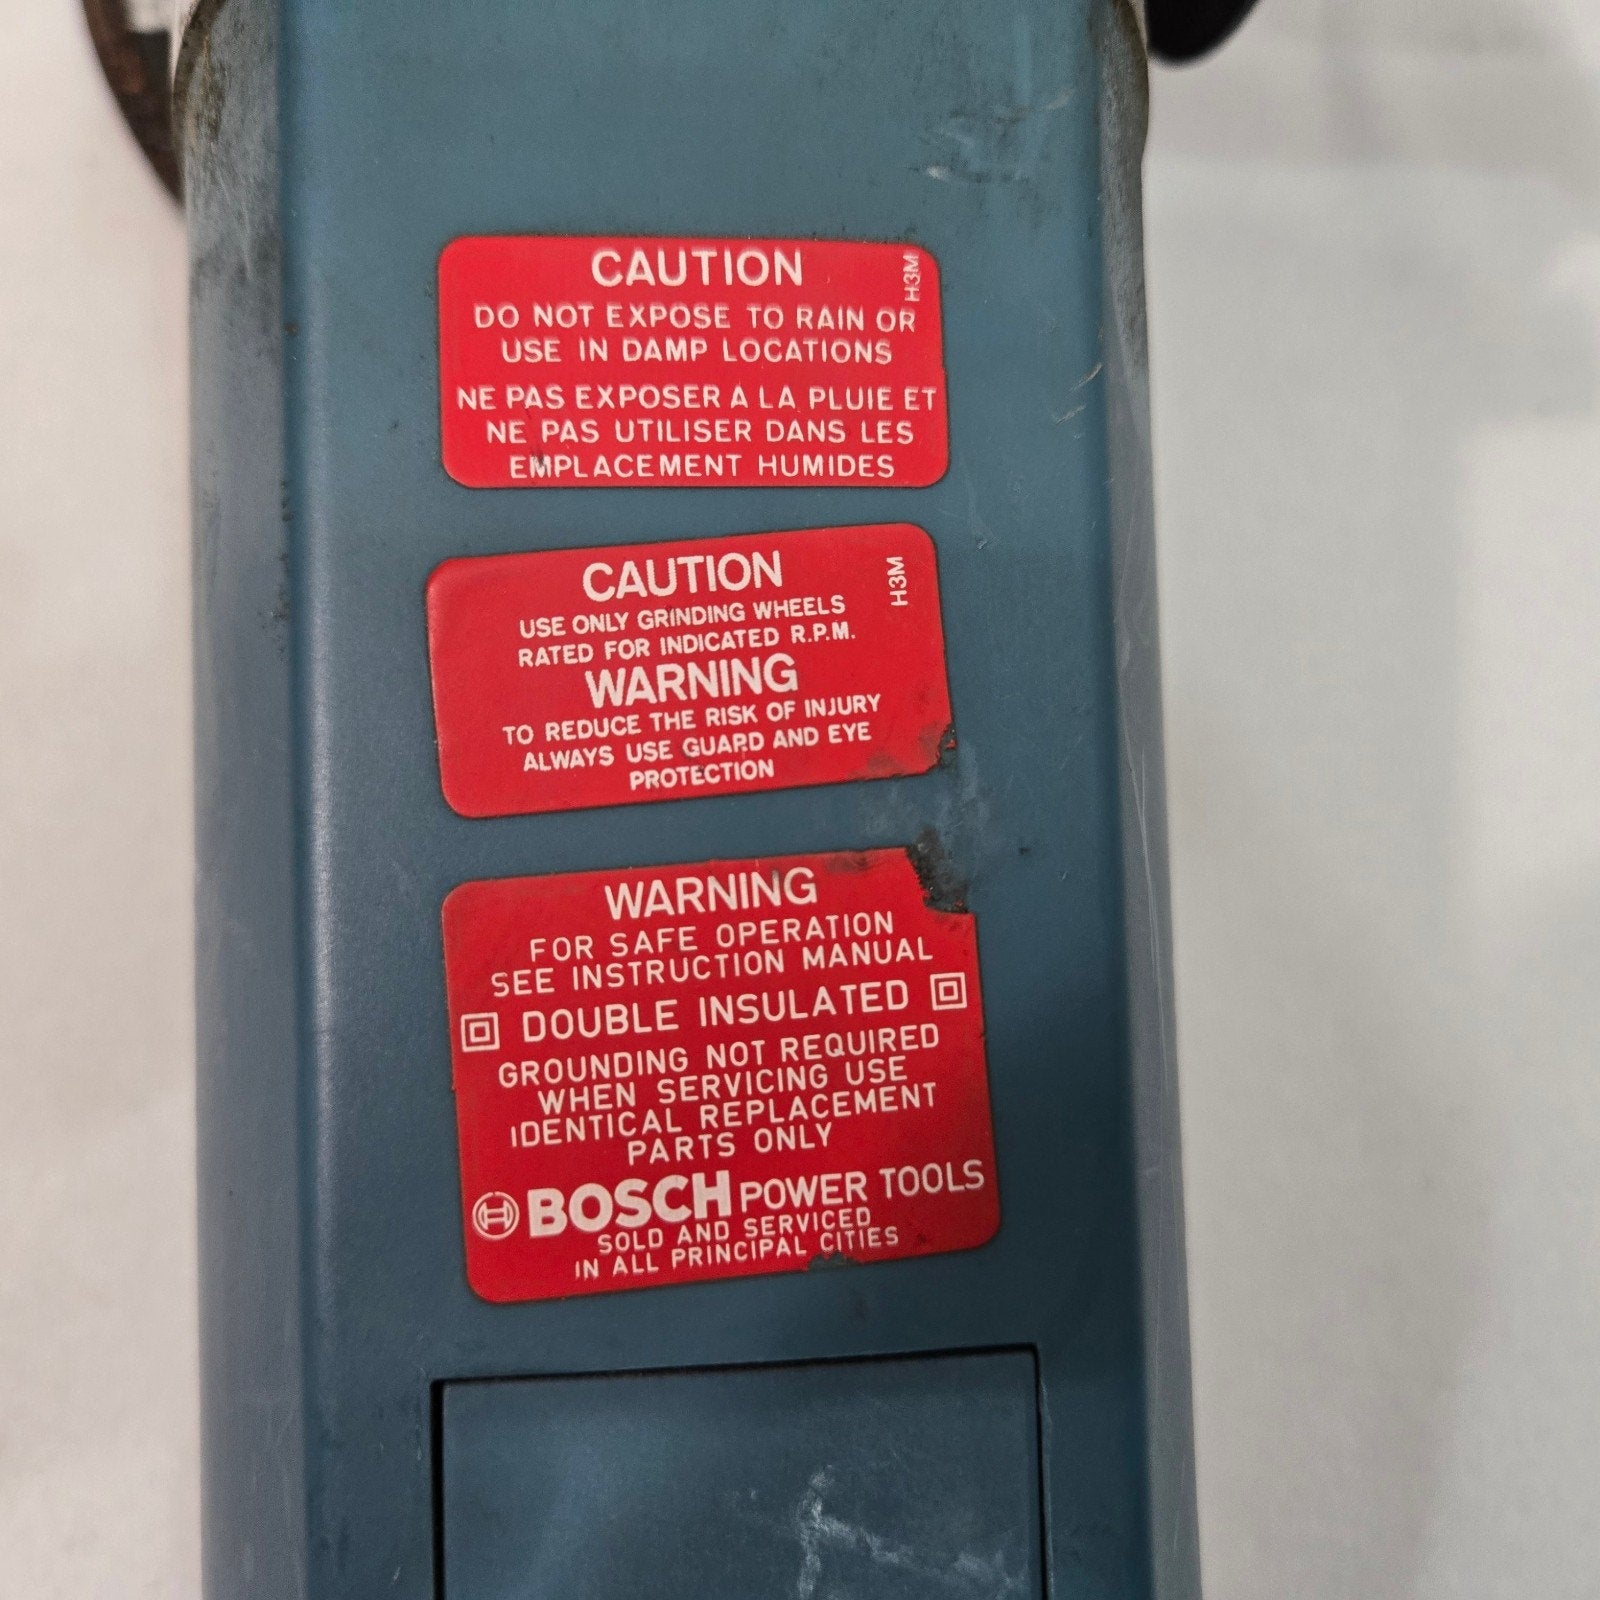 CAUTION
H3M
DO NOT EXPOSE TO RAIN OR
USE IN DAMP LOCATIONS
NE PAS EXPOSER A LA PLUIE ET
NE PAS UTILISER DANS LES
EMPLACEMENT HUMIDES
CAUTION
H3M
USE ONLY GRINDING WHEELS
RATED FOR INDICATED R.P.M.
WARNING
TO REDUCE THE RISK OF INJURY
ALWAYS USE GUARD AND EYE
PROTECTION
WARNING
FOR SAFE OPERATION
SEE INSTRUCTION MANUAL
DOUBLE INSULATED
GROUNDING NOT REQUIRED
WHEN SERVICING USE
IDENTICAL REPLACEMENT
PARTS ONLY
BOSCH POWER TOOLS
SOLD AND SERVICED
IN ALL PRINCIPAL CITIES